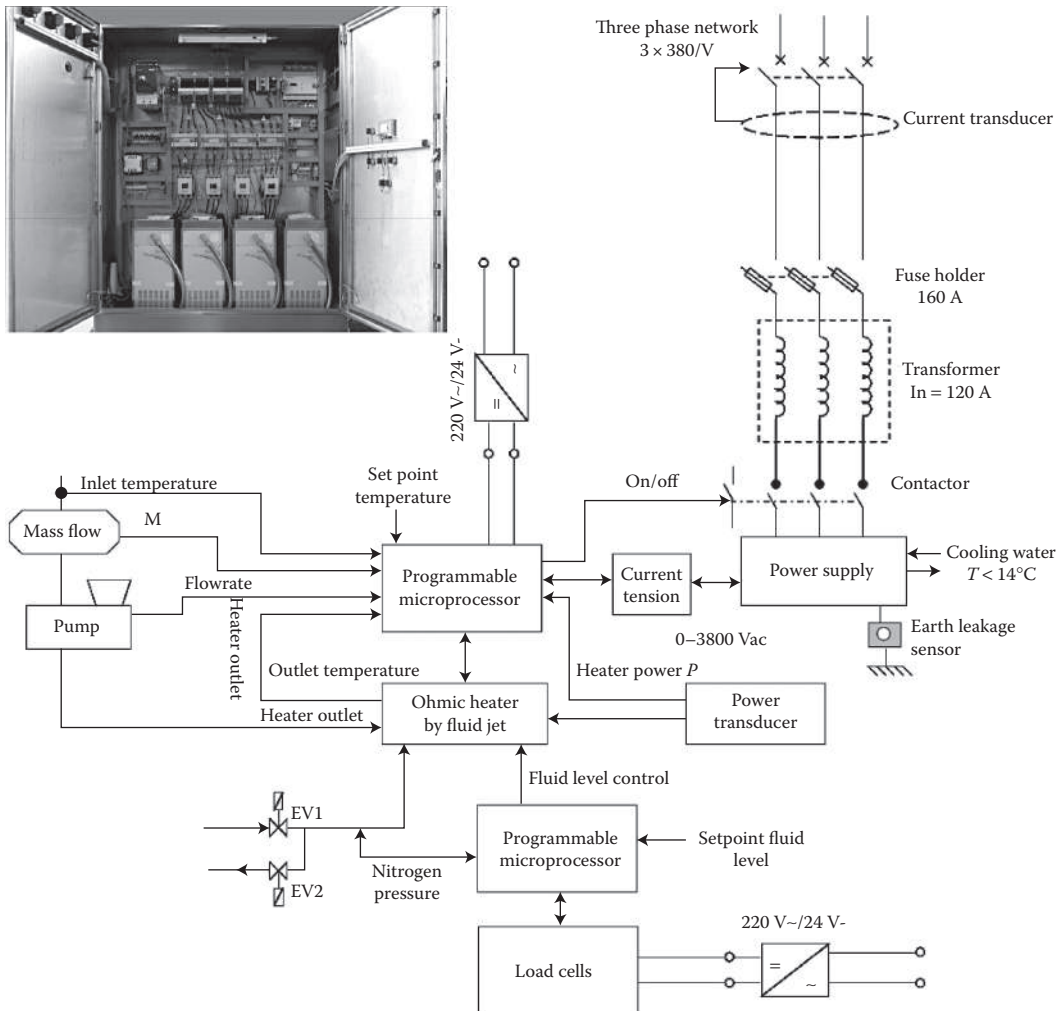 Three phase network
3 × 380/V
Current transducer
Fuse holder
160 A
Transformer
In = 120 A
220 V~/24 V-
~
=
Set point
temperature
Inlet temperature
On/off
Contactor
Mass flow
M
Programmable
microprocessor
Current
tension
Power supply
Cooling water
T < 14°C
Flowrate
Pump
Heater outlet
Earth leakage
sensor
0–3800 Vac
Outlet temperature
Heater power P
Heater outlet
Ohmic heater
by fluid jet
Power
transducer
Fluid level control
EV1
Programmable
microprocessor
Setpoint fluid
level
Nitrogen
pressure
EV2
220 V~/24 V-
Load cells
=
~